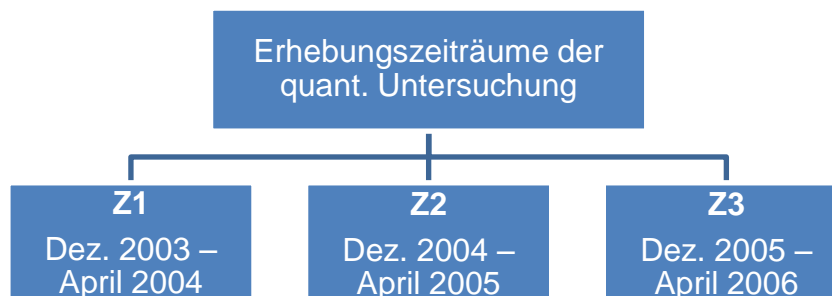 Erhebungszeiträume der
quant. Untersuchung
Z1
Dez. 2003 –
April 2004
Z2
Dez. 2004 –
April 2005
Z3
Dez. 2005 –
April 2006